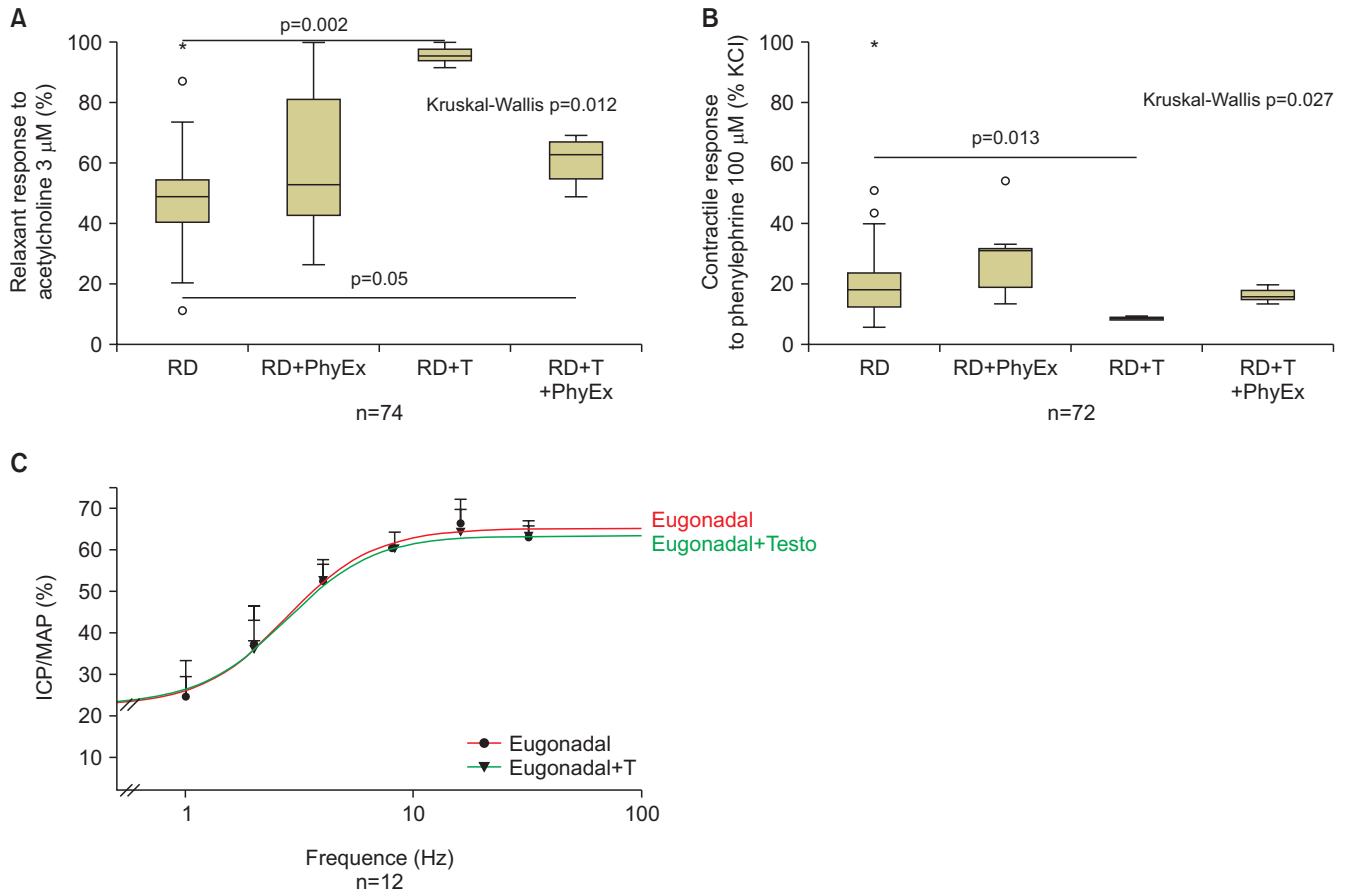 A
Relaxant response to
acetylcholine 3 μM (%)
100
80
60
40
20
0
*
p=0.002
Kruskal-Wallis p=0.012
p=0.05
RD
RD+PhyEx
RD+T
RD+T
+PhyEx
n=74
B
Contractile response
to phenylephrine 100 μM (% KCl)
100
80
60
40
20
0
*
Kruskal-Wallis p=0.027
p=0.013
RD
RD+PhyEx
RD+T
RD+T
+PhyEx
n=72
C
ICP/MAP (%)
70
60
50
40
30
20
10
Eugonadal
Eugonadal+Testo
Eugonadal
Eugonadal+T
1
10
100
Frequence (Hz)
n=12